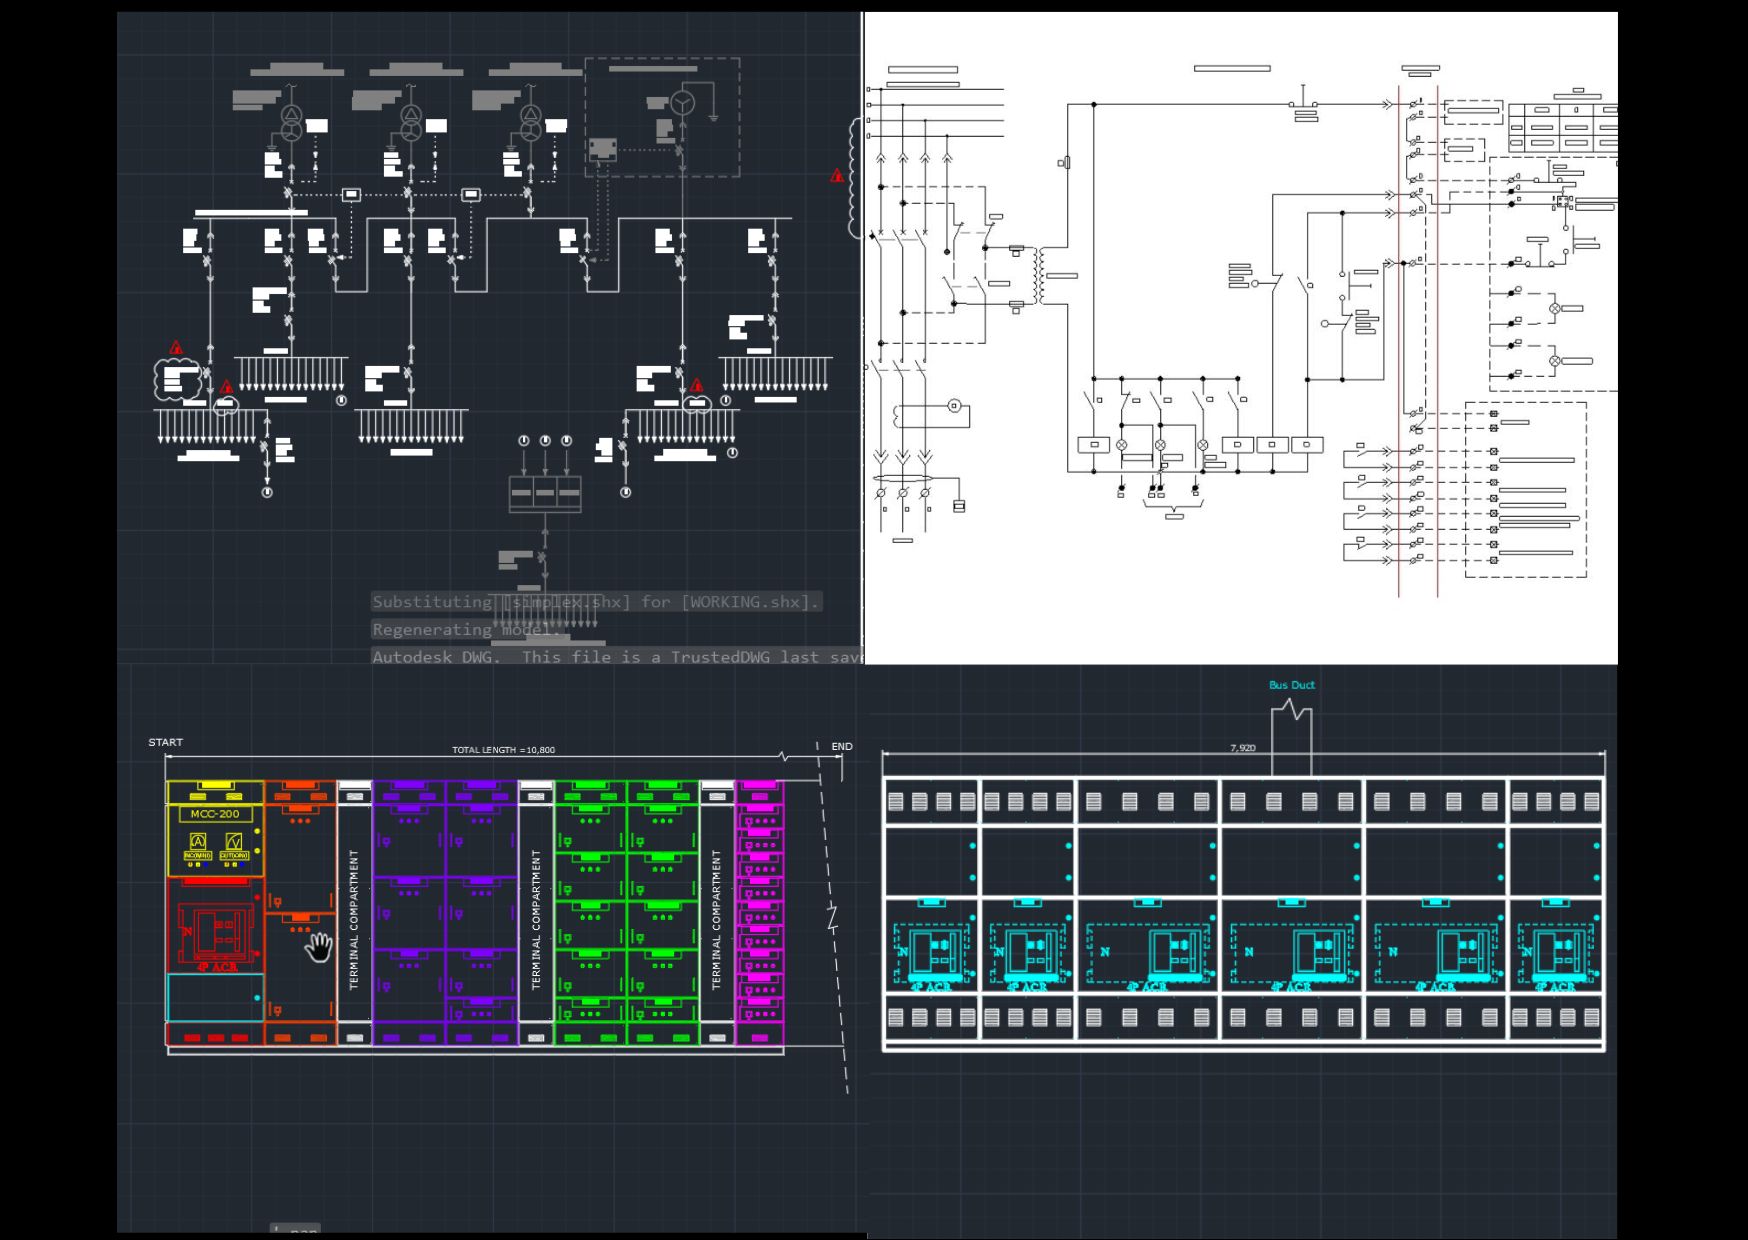 Substituting [simplex.shx] for [WORKING.shx].
Regenerating model.
Autodesk DWG.  This file is a TrustedDWG last sav
START
TOTAL LENGTH =10,800
END
MCC-200
INCOMING
OUTGOING
N
4P ACB
TERMINAL COMPARTMENT
TERMINAL COMPARTMENT
TERMINAL COMPARTMENT
Bus Duct
7,920
N
N
N
N
N
N
4P ACB
4P ACB
4P ACB
4P ACB
4P ACB
4P ACB